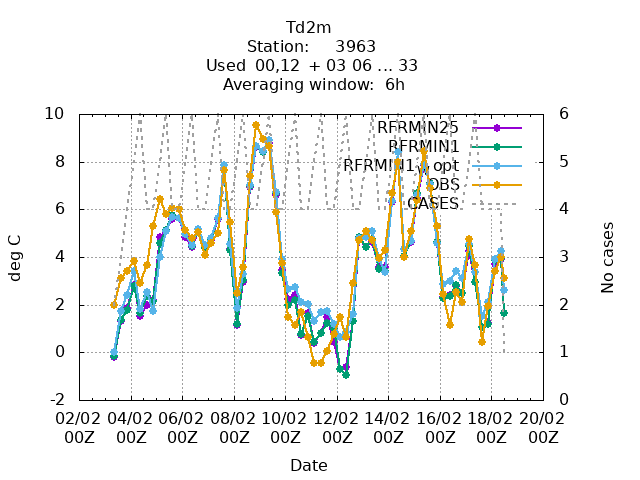 Td2m
Station: 3963
Used 00,12 + 03 06 ... 33
Averaging window: 6h
10
8
6
4
2
0
-2
deg C
6
5
4
3
2
1
0
No cases
RFRMIN25
RFRMIN1
RFRMIN1_opt
OBS
CASES
02/02 04/02 06/02 08/02 10/02 12/02 14/02 16/02 18/02 20/02
00Z 00Z 00Z 00Z 00Z 00Z 00Z 00Z 00Z 00Z
Date